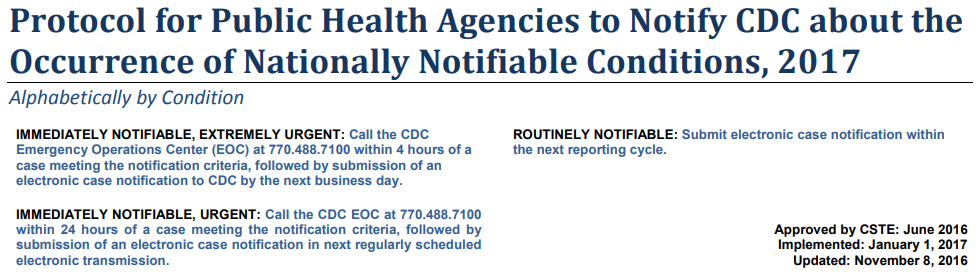 Protocol for Public Health Agencies to Notify CDC about the
Occurrence of Nationally Notifiable Conditions, 2017
Alphabetically by Condition
IMMEDIATELY NOTIFIABLE, EXTREMELY URGENT: Call the CDC
Emergency Operations Center (EOC) at 770.488.7100 within 4 hours of a
case meeting the notification criteria, followed by submission of an
electronic case notification to CDC by the next business day.
IMMEDIATELY NOTIFIABLE, URGENT: Call the CDC EOC at 770.488.7100
within 24 hours of a case meeting the notification criteria, followed by
submission of an electronic case notification in next regularly scheduled
electronic transmission.
ROUTINELY NOTIFIABLE: Submit electronic case notification within
the next reporting cycle.
Approved by CSTE: June 2016
Implemented: January 1, 2017
Updated: November 8, 2016